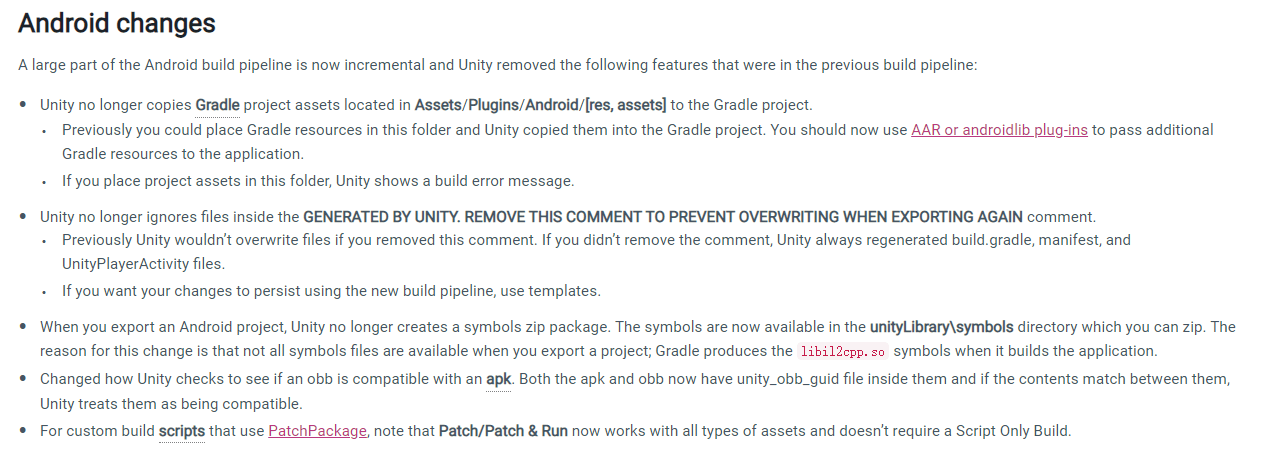 Android changes
A large part of the Android build pipeline is now incremental and Unity removed the following features that were in the previous build pipeline:
• Unity no longer copies Gradle project assets located in Assets/Plugins/Android/[res, assets] to the Gradle project.
• Previously you could place Gradle resources in this folder and Unity copied them into the Gradle project. You should now use AAR or androidlib plug-ins to pass additional
Gradle resources to the application.
• If you place project assets in this folder, Unity shows a build error message.
• Unity no longer ignores files inside the GENERATED BY UNITY. REMOVE THIS COMMENT TO PREVENT OVERWRITING WHEN EXPORTING AGAIN comment.
• Previously Unity wouldn’t overwrite files if you removed this comment. If you didn’t remove the comment, Unity always regenerated build.gradle, manifest, and
UnityPlayerActivity files.
• If you want your changes to persist using the new build pipeline, use templates.
• When you export an Android project, Unity no longer creates a symbols zip package. The symbols are now available in the unityLibrary\symbols directory which you can zip. The
reason for this change is that not all symbols files are available when you export a project; Gradle produces the libil2cpp.so symbols when it builds the application.
• Changed how Unity checks to see if an obb is compatible with an apk. Both the apk and obb now have unity_obb_guid file inside them and if the contents match between them,
Unity treats them as being compatible.
• For custom build scripts that use PatchPackage, note that Patch/Patch & Run now works with all types of assets and doesn’t require a Script Only Build.